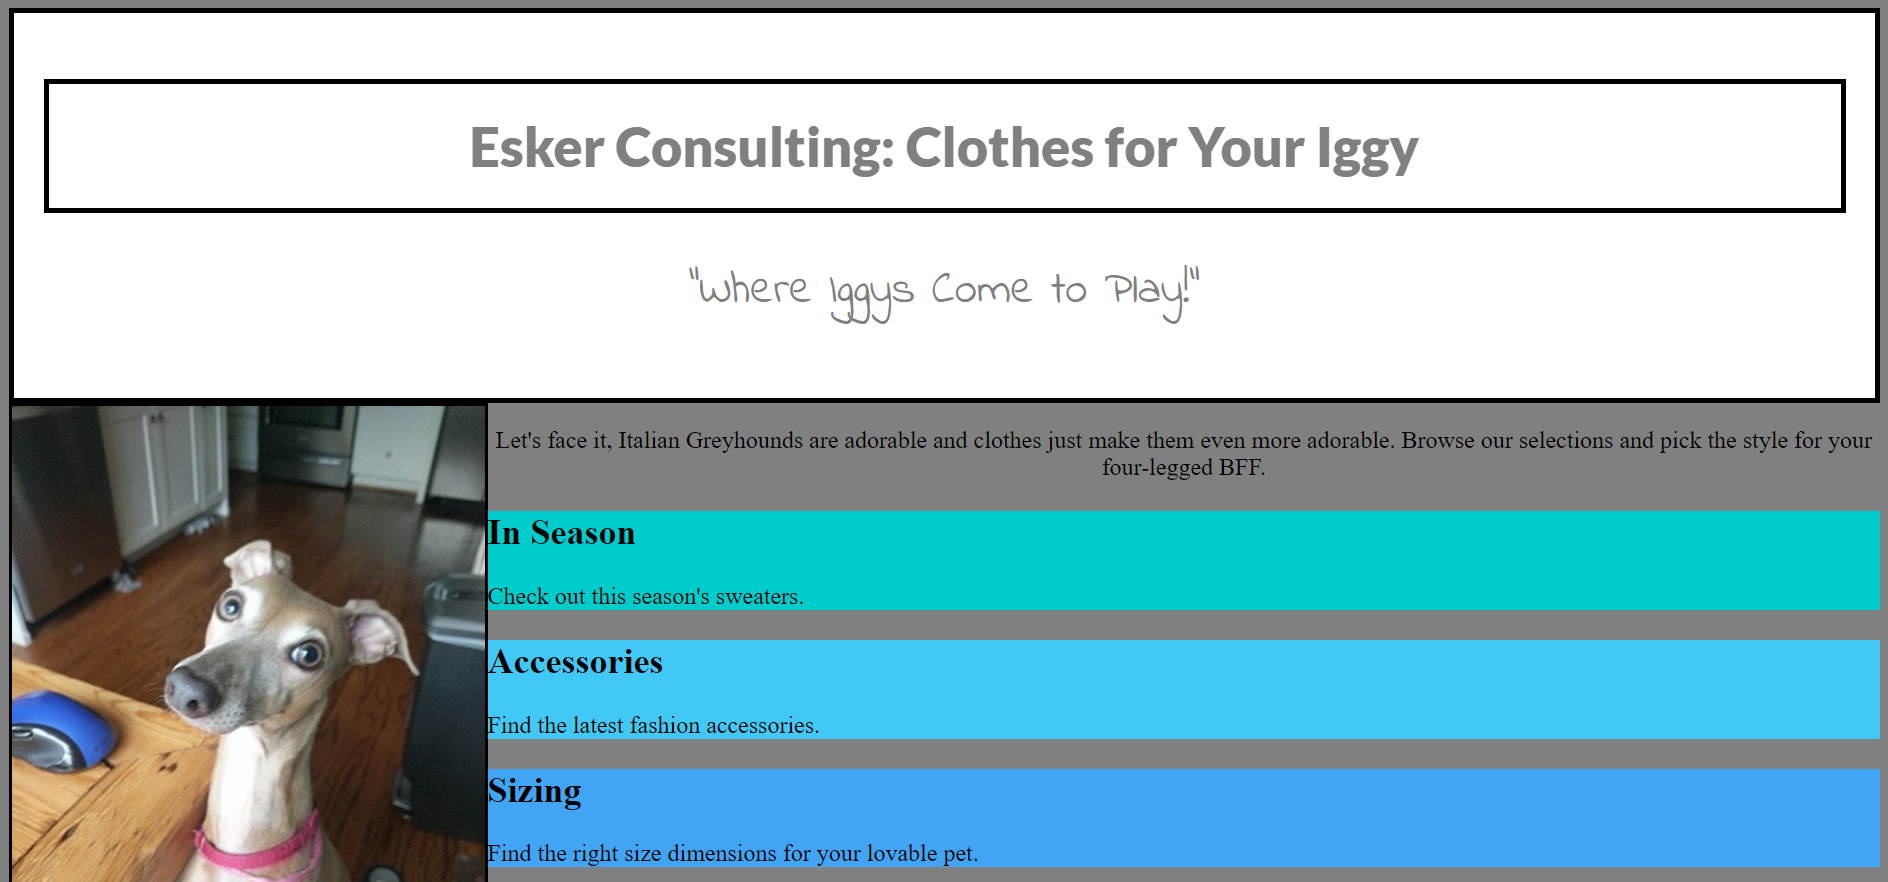 Esker Consulting: Clothes for Your Iggy
"Where Iggys Come to Play!"
Let's face it, Italian Greyhounds are adorable and clothes just make them even more adorable. Browse our selections and pick the style for your
four-legged BFF.
In Season
Check out this season's sweaters.
Accessories
Find the latest fashion accessories.
Sizing
Find the right size dimensions for your lovable pet.